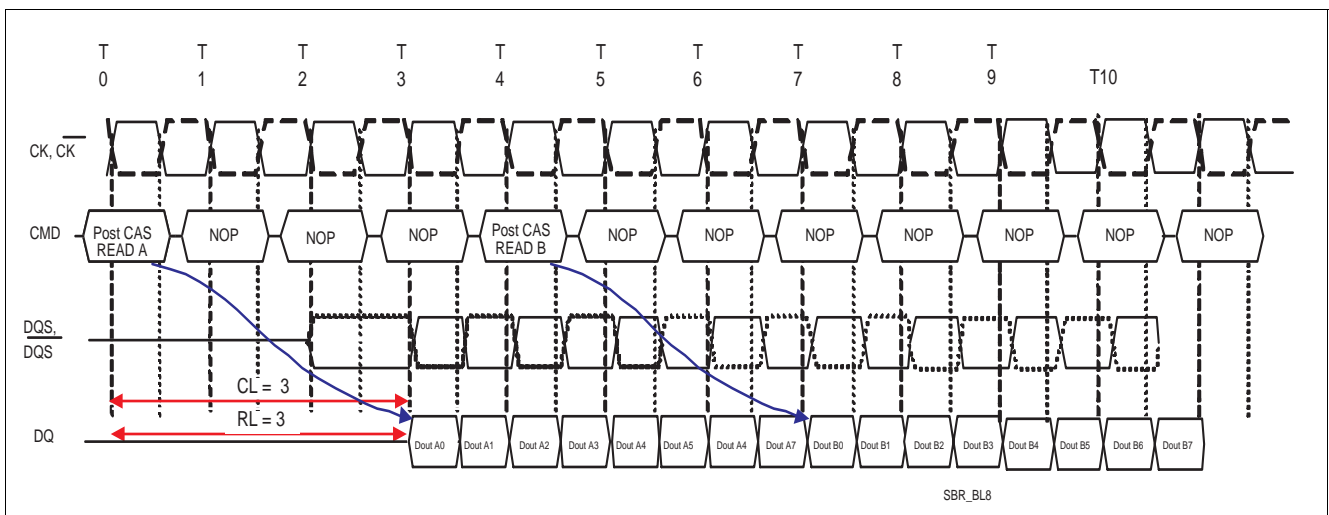 T T T T T T T T T T
0 1 2 3 4 5 6 7 8 9 T10
CK, CK
CMD
Post CAS
READ A
NOP
NOP
NOP
Post CAS
READ B
NOP
NOP
NOP
NOP
NOP
NOP
NOP
DQS,
DQS
CL = 3
RL = 3
DQ
Dout A0
Dout A1
Dout A2
Dout A3
Dout A4
Dout A5
Dout A4
Dout A7
Dout B0
Dout B1
Dout B2
Dout B3
Dout B4
Dout B5
Dout B6
Dout B7
SBR_BL8